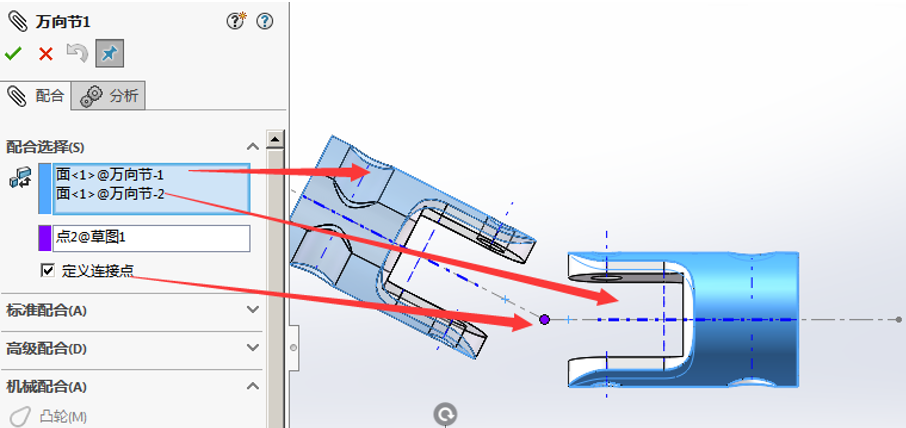 万向节1
配合
分析
配合选择(S)
面<1>@万向节-1
面<1>@万向节-2
点2@草图1
定义连接点
标准配合(A)
高级配合(D)
机械配合(A)
凸轮(M)